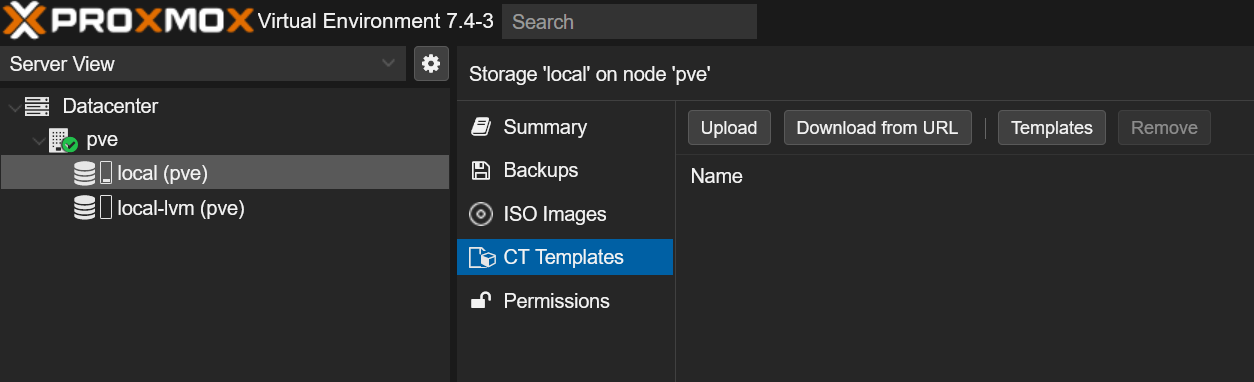 PROXMOX Virtual Environment 7.4-3 Search
Server View
Storage 'local' on node 'pve'
Datacenter
pve
local (pve)
local-lvm (pve)
Summary
Backups
ISO Images
CT Templates
Permissions
Upload Download from URL Templates Remove
Name